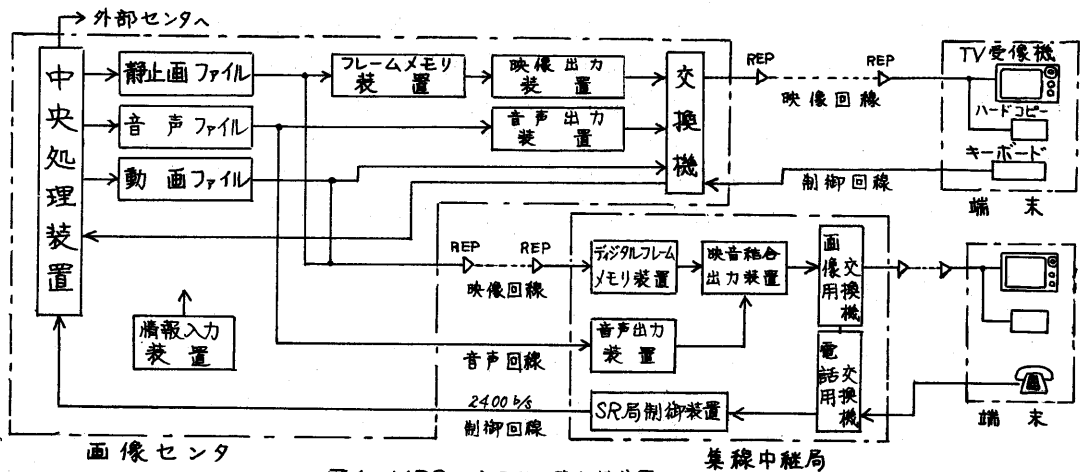 外部センタへ
中央処理装置
静止画ファイル
音声ファイル
動画ファイル
フレームメモリ
装置
映像出力
装置
音声出力
装置
交換機
REP
REP
映像回線
TV受像機
ハードコピー
キーボード
制御回線
端末
情報入力
装置
REP
REP
映像回線
ディジタルフレーム
メモリ装置
映音結合
出力装置
画像用
交換機
音声出力
装置
音声回線
電話用
交換機
2400 b/s
制御回線
SR局制御装置
端末
画像センタ
集線中継局